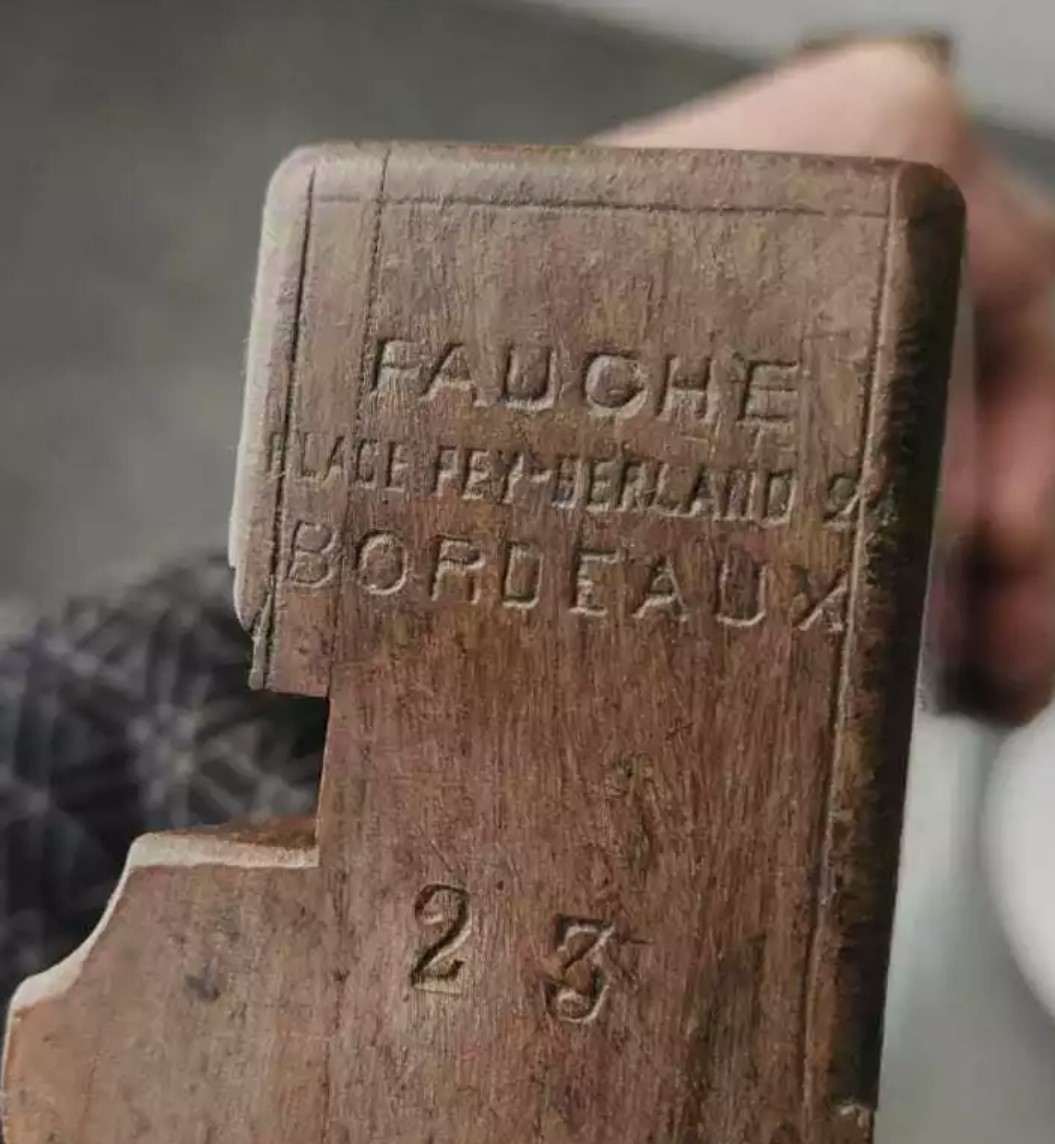 FAUCHE
PLACE PEY-BERLAND 24
BORDEAUX
23